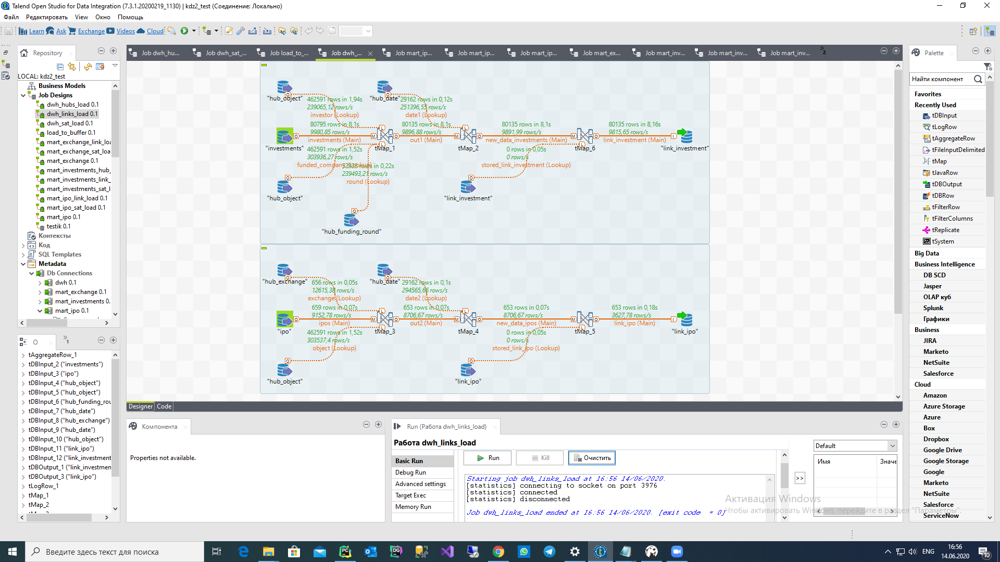 Talend Open Studio for Data Integration (7.3.1.20200219_1130) | kdz2_test (Соединение: Локально)
Файл Редактировать View Окно Помощь
Learn Ask Exchange Videos Cloud
Repository
LOCAL: kdz2_test
Business Models
Job Designs
dwh_hubs_load 0.1
dwh_links_load 0.1
dwh_sat_load 0.1
load_to_buffer 0.1
mart_exchange_link_loa
mart_exchange_sat_loa
mart_exchange 0.1
mart_investments_hub_
mart_investments_link_
mart_investments_sat_l
mart_ipo_link_load 0.1
mart_ipo_sat_load 0.1
mart_ipo 0.1
testik 0.1
Контексты
Код
SQL Templates
Metadata
Db Connections
dwh 0.1
mart_exchange 0.1
mart_investments 0.
mart_ipo 0.1
O
1
tAggregateRow_1
tDBInput_2 ("investments")
tDBInput_3 ("ipo")
tDBInput_4 ("hub_object")
tDBInput_5 ("hub_object")
tDBInput_6 ("hub_funding_rou
tDBInput_7 ("hub_date")
tDBInput_8 ("hub_exchange")
tDBInput_9 ("hub_date")
tDBInput_10 ("hub_object")
tDBInput_11 ("link_ipo")
tDBInput_12 ("link_investment
tDBOutput_1 ("link_investmen
tDBOutput_3 ("link_ipo")
tLogRow_1
tMap_1
tMap_2
Job dwh_hu... Job dwh_sat_... Job load_to_... Job dwh_... Job mart_ip... Job mart_ip... Job mart_ip... Job mart_ex... Job mart_inv... Job mart_inv... Job mart_inv... 2
"hub_object"
462591 rows in 1,94s
239065,12 rows/s
investor (Lookup)
"hub_date"
29162 rows in 0,12s
251396,55 rows/s
date1 (Lookup)
"investments"
80795 rows in 8,1s
9980,85 rows/s
investments (Main)
tMap_1
80135 rows in 8,1s
9896,88 rows/s
out1 (Main)
tMap_2
80135 rows in 8,1s
9891,99 rows/s
new_data_investments (Main)
tMap_6
80135 rows in 8,16s
9815,65 rows/s
link_investment (Main)
"link_investment"
462591 rows in 1,52s
303936,27 rows/s
52928 rows in 0,22s
239493,21 rows/s
round (Lookup)
0 rows in 0,05s
0 rows/s
stored_link_investment (Lookup)
"hub_object"
"link_investment"
"hub_funding_round"
"hub_exchange"
656 rows in 0,05s
12615,38 rows/s
exchange (Lookup)
"hub_date"
29162 rows in 0,1s
294565,66 rows/s
date2 (Lookup)
"ipo"
659 rows in 0,07s
9152,78 rows/s
ipos (Main)
tMap_3
653 rows in 0,07s
8706,67 rows/s
out2 (Main)
tMap_4
653 rows in 0,07s
8706,67 rows/s
new_data_ipos (Main)
tMap_5
653 rows in 0,18s
3627,78 rows/s
link_ipo (Main)
"link_ipo"
462591 rows in 1,52s
303537,4 rows/s
object (Lookup)
0 rows in 0,05s
0 rows/s
stored_link_ipo (Lookup)
"hub_object"
"link_ipo"
Designer Code
Компонента
Properties not available.
Run (Работа dwh_links_load)
Работа dwh_links_load
Basic Run
Debug Run
Advanced settings
Target Exec
Memory Run
Run Kill Очистить
Starting job dwh_links_load at 16:56 14/06/2020.
[statistics] connecting to socket on port 3976
[statistics] connected
[statistics] disconnected
Job dwh_links_load ended at 16:56 14/06/2020. [exit code = 0]
>>
Default
Имя Значе
Активация Windows
Чтобы активировать Windows, перейдите в раздел "Параметры".
Palette
Найти компонент
Favorites
Recently Used
tDBInput
tLogRow
tAggregateRow
tFileInputDelimited
tMap
tJavaRow
tDBOutput
tDBRow
tFilterRow
tFilterColumns
tReplicate
tSystem
Big Data
Business Intelligence
DB SCD
Jasper
OLAP куб
Splunk
Графики
Business
JIRA
Marketo
NetSuite
Salesforce
Cloud
Amazon
Azure Storage
Azure
Box
Dropbox
Google Drive
Google Storage
Google
Marketo
NetSuite
Salesforce
ServiceNow
Введите здесь текст для поиска
ENG
16:56
14.06.2020
10